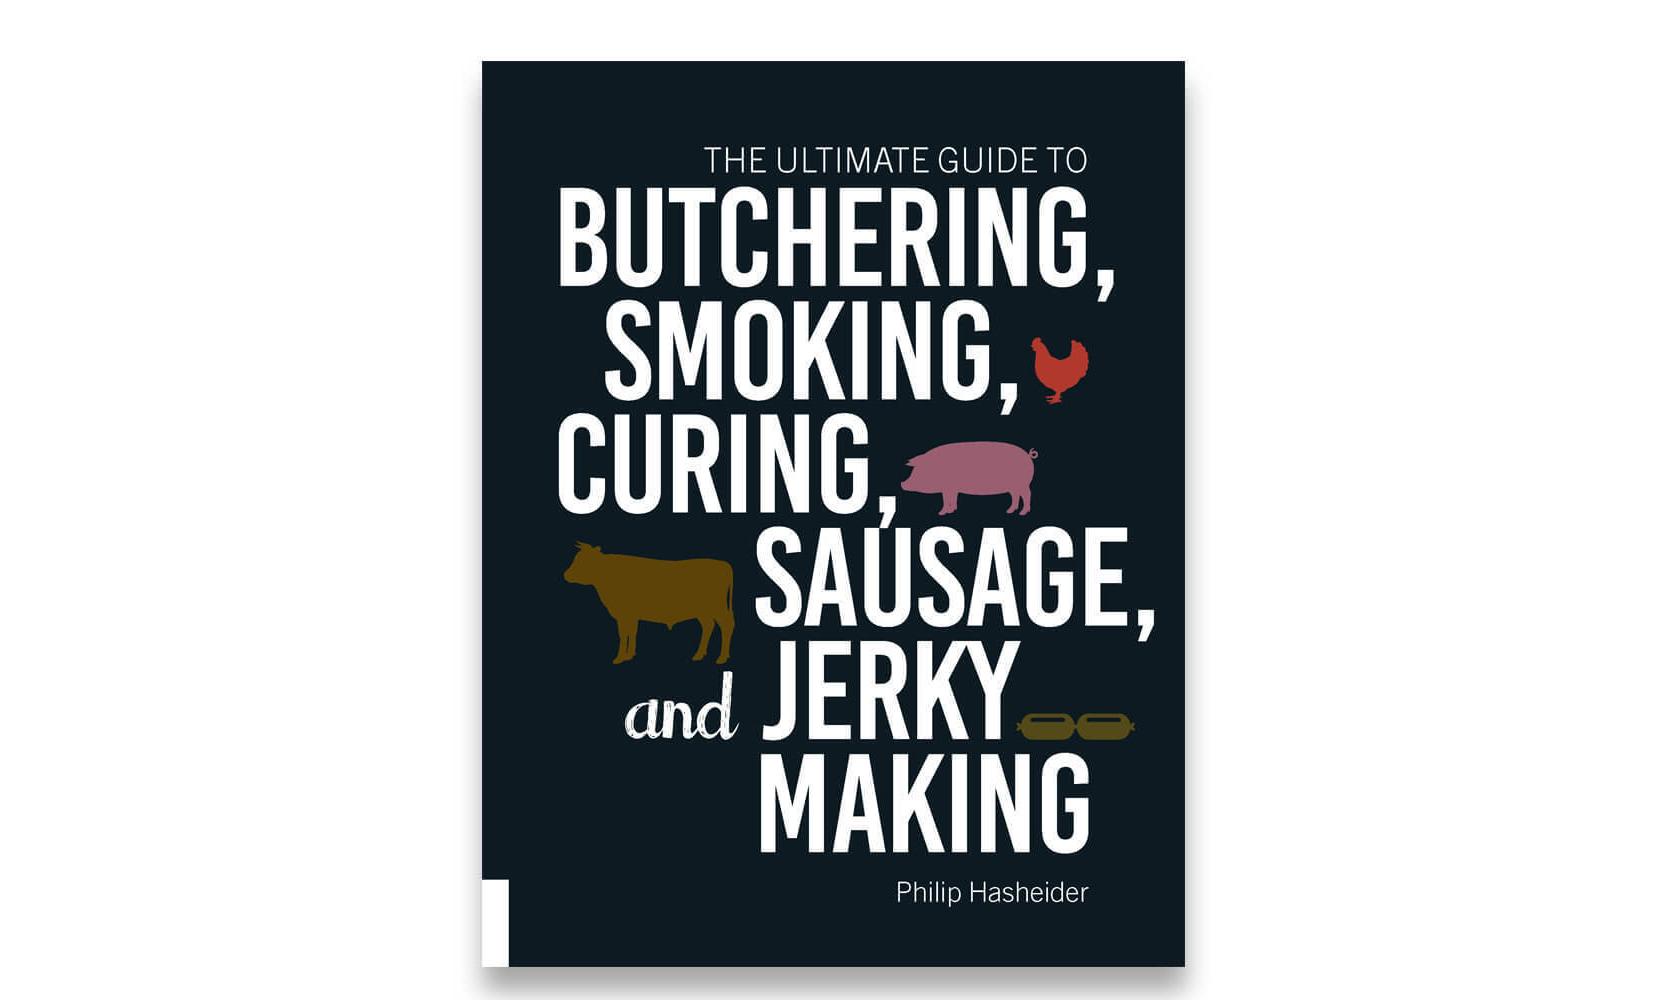 THE ULTIMATE GUIDE TO
BUTCHERING,
SMOKING,
CURING,
SAUSAGE,
and JERKY
MAKING
Philip Hasheider